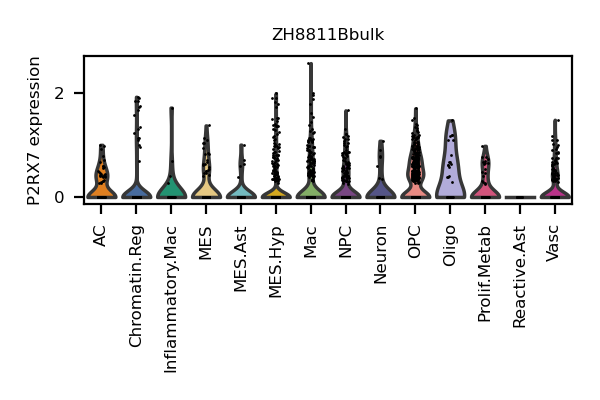 ZH8811Bbulk
P2RX7 expression
2
0
AC
Chromatin.Reg
Inflammatory.Mac
MES
MES.Ast
MES.Hyp
Mac
NPC
Neuron
OPC
Oligo
Prolif.Metab
Reactive.Ast
Vasc